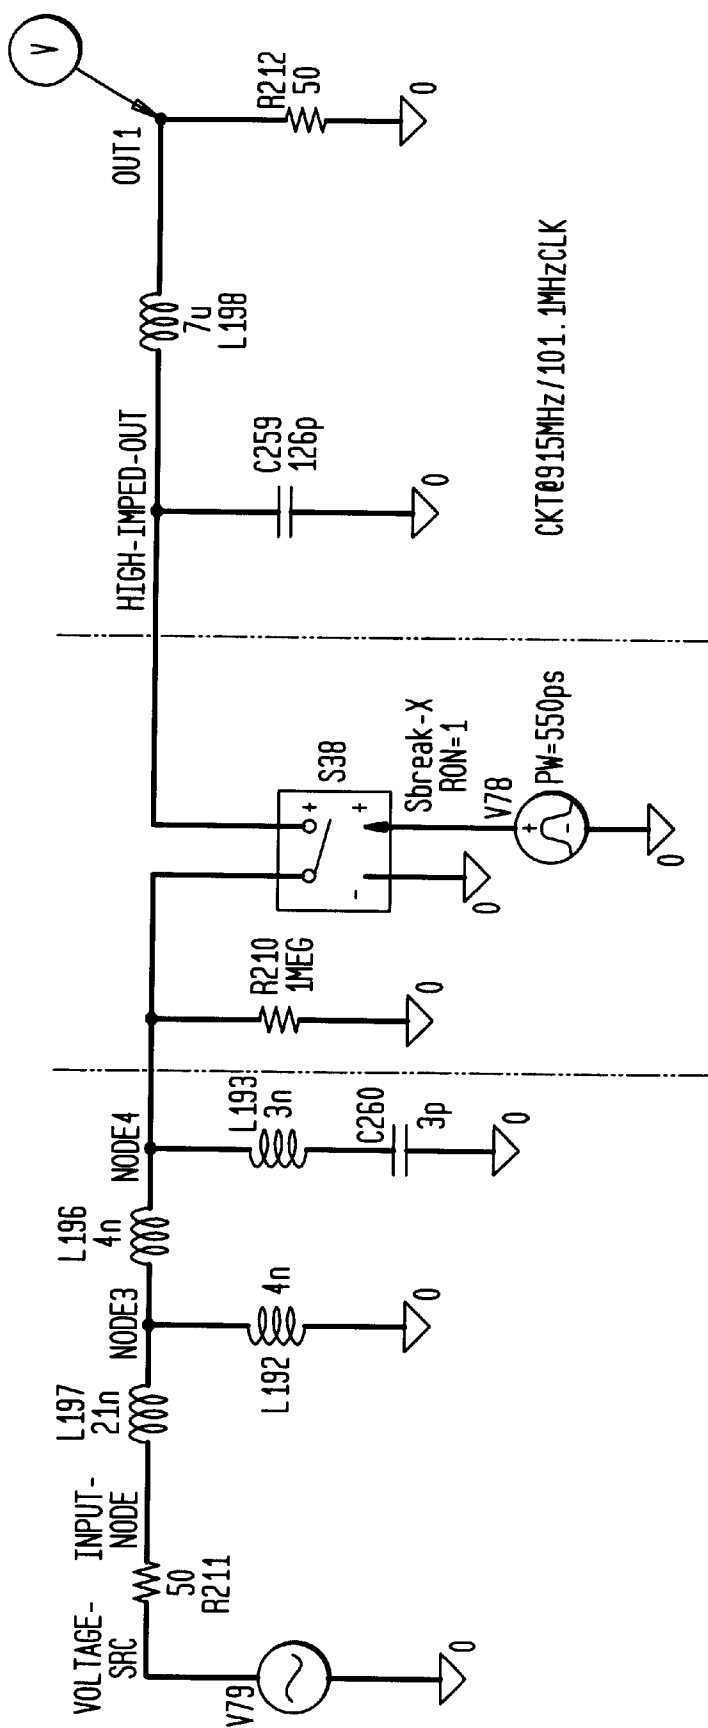 VOLTAGE-
SRC
V79
0
50
R211
INPUT-
NODE
L197
21n
NODE3
L192
4n
0
L196
4n
NODE4
L193
3n
C260
3p
0
R210
1MEG
0
S38
+
+
-
0
Sbreak-X
RON=1
V78
+
-
PW=550ps
0
HIGH-IMPED-OUT
C259
126p
0
7u
L198
OUT1
V
R212
50
0
CKT@915MHz/101.1MHzCLK